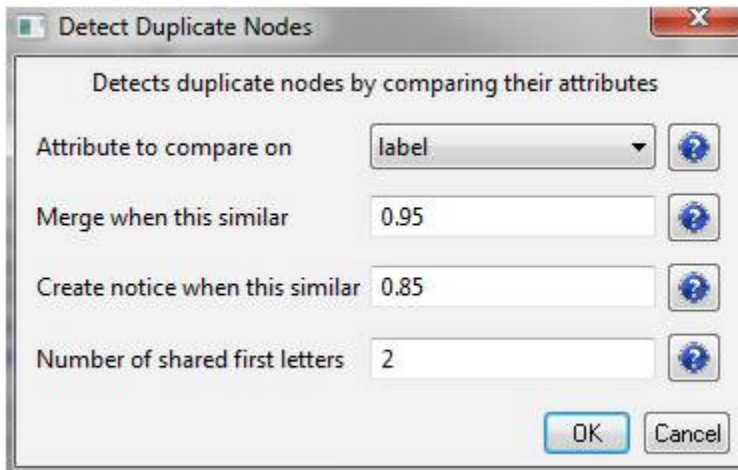 Detect Duplicate Nodes
Detects duplicate nodes by comparing their attributes
Attribute to compare on label
Merge when this similar 0.95
Create notice when this similar 0.85
Number of shared first letters 2
OK Cancel